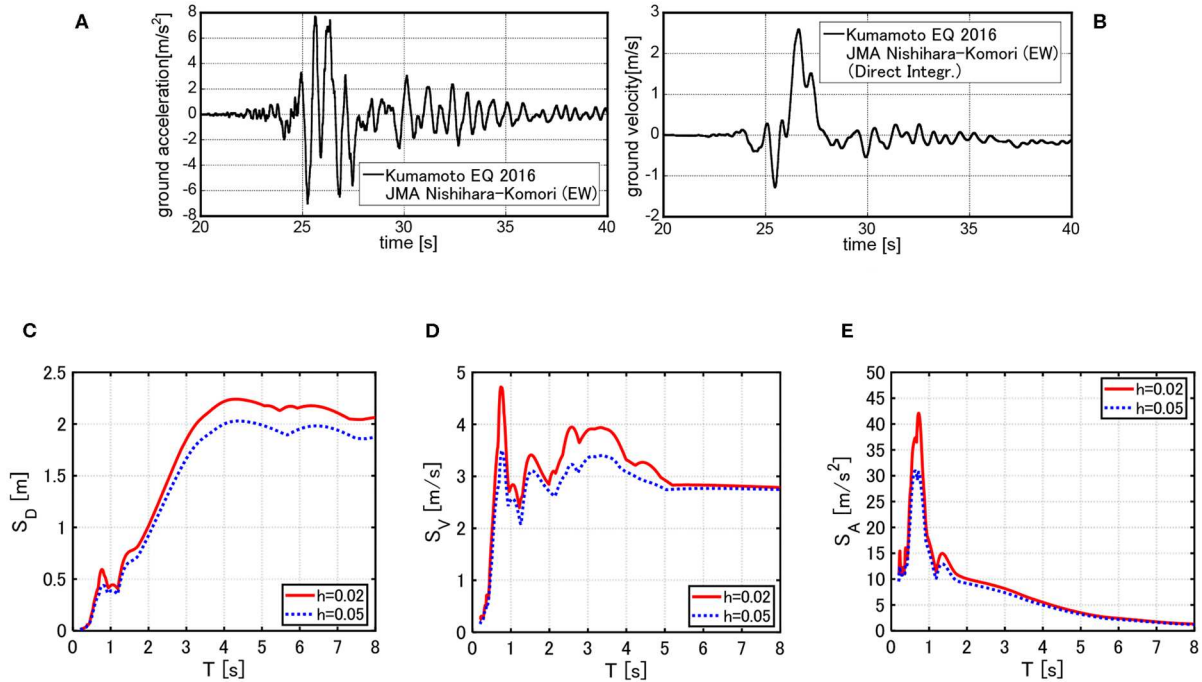 A
ground acceleration[m/s²]
8
6
4
2
0
-2
-4
-6
-8
20
25
30
35
40
time [s]
Kumamoto EQ 2016
JMA Nishihara-Komori (EW)
B
ground velocity[m/s]
3
2
1
0
-1
-2
20
25
30
35
40
time [s]
Kumamoto EQ 2016
JMA Nishihara-Komori (EW)
(Direct Integr.)
C
S_D [m]
2.5
2
1.5
1
0.5
0
0
1
2
3
4
5
6
7
8
T [s]
h=0.02
h=0.05
D
S_V [m/s]
5
4
3
2
1
0
0
1
2
3
4
5
6
7
8
T [s]
h=0.02
h=0.05
E
S_A [m/s²]
50
45
40
35
30
25
20
15
10
5
0
0
1
2
3
4
5
6
7
8
T [s]
h=0.02
h=0.05